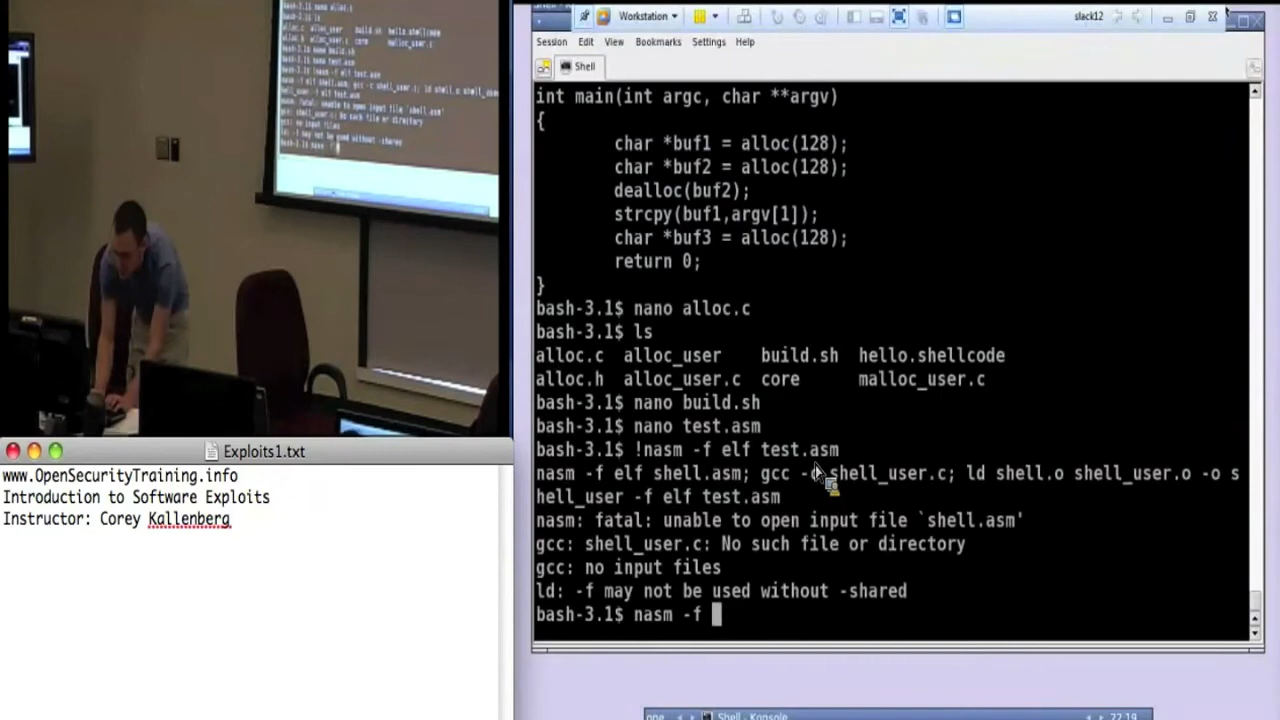 Workstation
slack12
Session Edit View Bookmarks Settings Help
Shell
int main(int argc, char **argv)
{
char *buf1 = alloc(128);
char *buf2 = alloc(128);
dealloc(buf2);
strcpy(buf1,argv[1]);
char *buf3 = alloc(128);
return 0;
}
bash-3.1$ nano alloc.c
bash-3.1$ ls
alloc.c alloc_user build.sh hello.shellcode
alloc.h alloc_user.c core malloc_user.c
bash-3.1$ nano build.sh
bash-3.1$ nano test.asm
bash-3.1$ !nasm -f elf test.asm
nasm -f elf shell.asm; gcc -c shell_user.c; ld shell.o shell_user.o -o s
hell_user -f elf test.asm
nasm: fatal: unable to open input file `shell.asm'
gcc: shell_user.c: No such file or directory
gcc: no input files
ld: -f may not be used without -shared
bash-3.1$ nasm -f
Exploits1.txt
www.OpenSecurityTraining.info
Introduction to Software Exploits
Instructor: Corey Kallenberg
Shell - Konsole
22,19